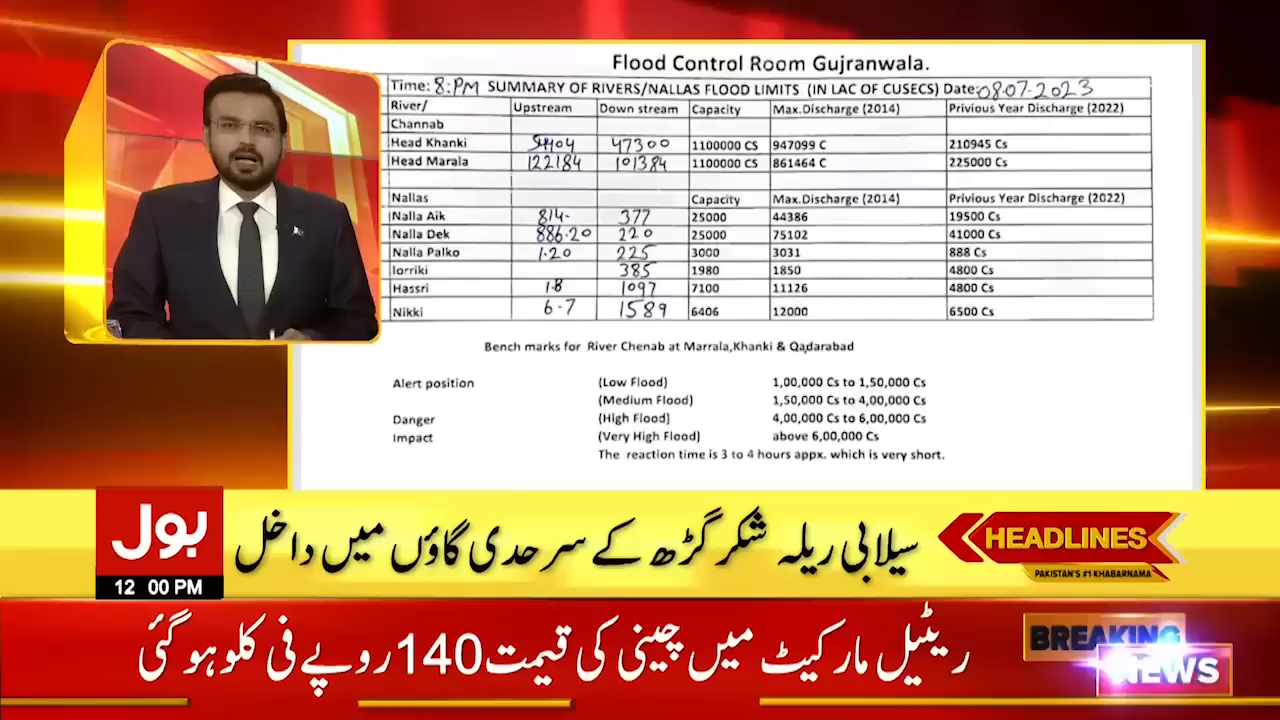 Flood Control Room Gujranwala.
Time: 8:PM SUMMARY OF RIVERS/NALLAS FLOOD LIMITS (IN LAC OF CUSECS) Date: 08.07.2023
River/ Upstream Down stream Capacity Max.Discharge (2014) Privious Year Discharge (2022)
Channab
Head Khanki 47300 1100000 CS 947099 C 210945 Cs
Head Marala 122184 101384 1100000 CS 861464 C 225000 Cs
Nallas Capacity Max.Discharge (2014) Privious Year Discharge (2022)
Nalla Aik 814- 377 25000 44386 19500 Cs
Nalla Dek 886.20 220 25000 75102 41000 Cs
Nalla Palko 1.20 225 3000 3031 888 Cs
Iorriki 385 1980 1850 4800 Cs
Hassri 1.8 1097 7100 11126 4800 Cs
Nikki 6.7 1589 6406 12000 6500 Cs
Bench marks for River Chenab at Marrala,Khanki & Qadarabad
Alert position (Low Flood) 1,00,000 Cs to 1,50,000 Cs
(Medium Flood) 1,50,000 Cs to 4,00,000 Cs
Danger (High Flood) 4,00,000 Cs to 6,00,000 Cs
Impact (Very High Flood) above 6,00,000 Cs
The reaction time is 3 to 4 hours appx. which is very short.
سیلابی ریلہ شکرگڑھ کے سرحدی گاؤں میں داخل
HEADLINES
PAKISTAN'S #1 KHABARNAMA
بول
12 00 PM
ریٹیل مارکیٹ میں چینی کی قیمت 140 روپے فی کلو ہوگئی
BREAKING
NEWS